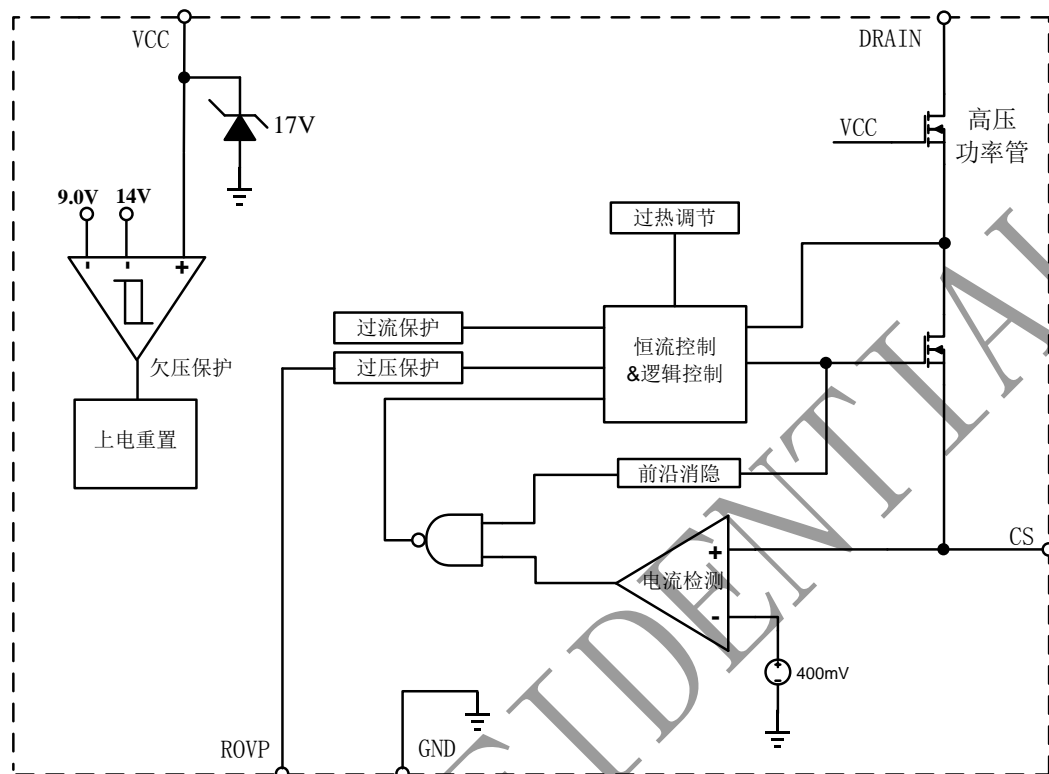 VCC
DRAIN
17V
VCC
高压
功率管
9.0V
14V
-
-
+
过热调节
过流保护
过压保护
恒流控制
&逻辑控制
欠压保护
上电重置
前沿消隐
CS
+
电流检测
-
+
-
400mV
ROVP
GND
FIDENTIAL